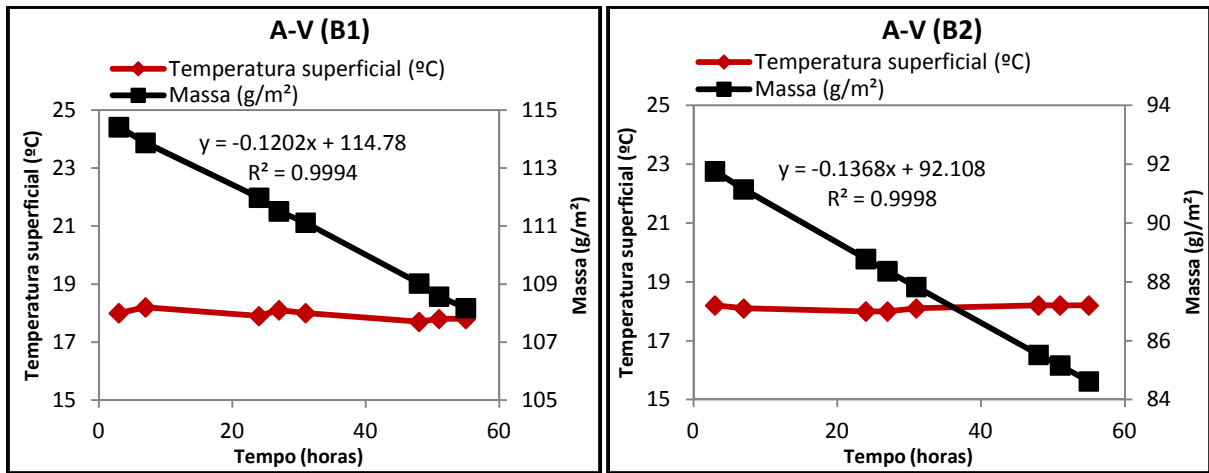 A-V (B1)
Temperatura superficial (ºC)
Massa (g/m²)
Temperatura superficial (ºC)
25
23
21
19
17
15
y = -0.1202x + 114.78
R² = 0.9994
115
113
111
109
107
105
Massa (g/m²)
0
20
40
60
Tempo (horas)
A-V (B2)
Temperatura superficial (ºC)
Massa (g/m²)
Temperatura superficial (ºC)
25
23
21
19
17
15
y = -0.1368x + 92.108
R² = 0.9998
94
92
90
88
86
84
Massa (g)/m²)
0
20
40
60
Tempo (horas)